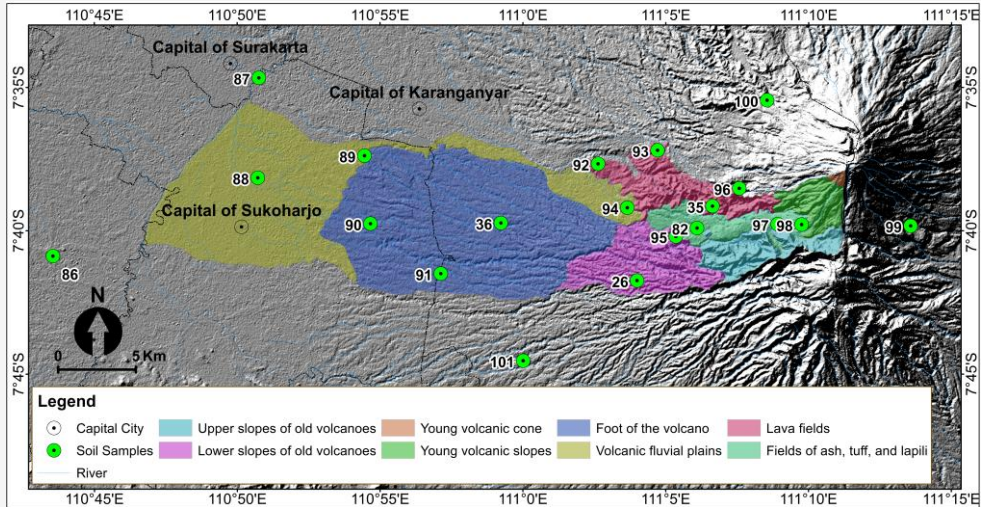 110°45'E 110°50'E 110°55'E 111°0'E 111°5'E 111°10'E 111°15'E
Capital of Surakarta
87
7°35'S
7°35'S
Capital of Karanganyar
100
89
92
93
88
96
94
35
Capital of Sukoharjo
90
36
82
97
98
99
7°40'S
7°40'S
95
86
91
26
N
0 5 Km
101
7°45'S
7°45'S
Legend
Capital City
Upper slopes of old volcanoes
Young volcanic cone
Foot of the volcano
Lava fields
Soil Samples
Lower slopes of old volcanoes
Young volcanic slopes
Volcanic fluvial plains
Fields of ash, tuff, and lapili
River
110°45'E 110°50'E 110°55'E 111°0'E 111°5'E 111°10'E 111°15'E